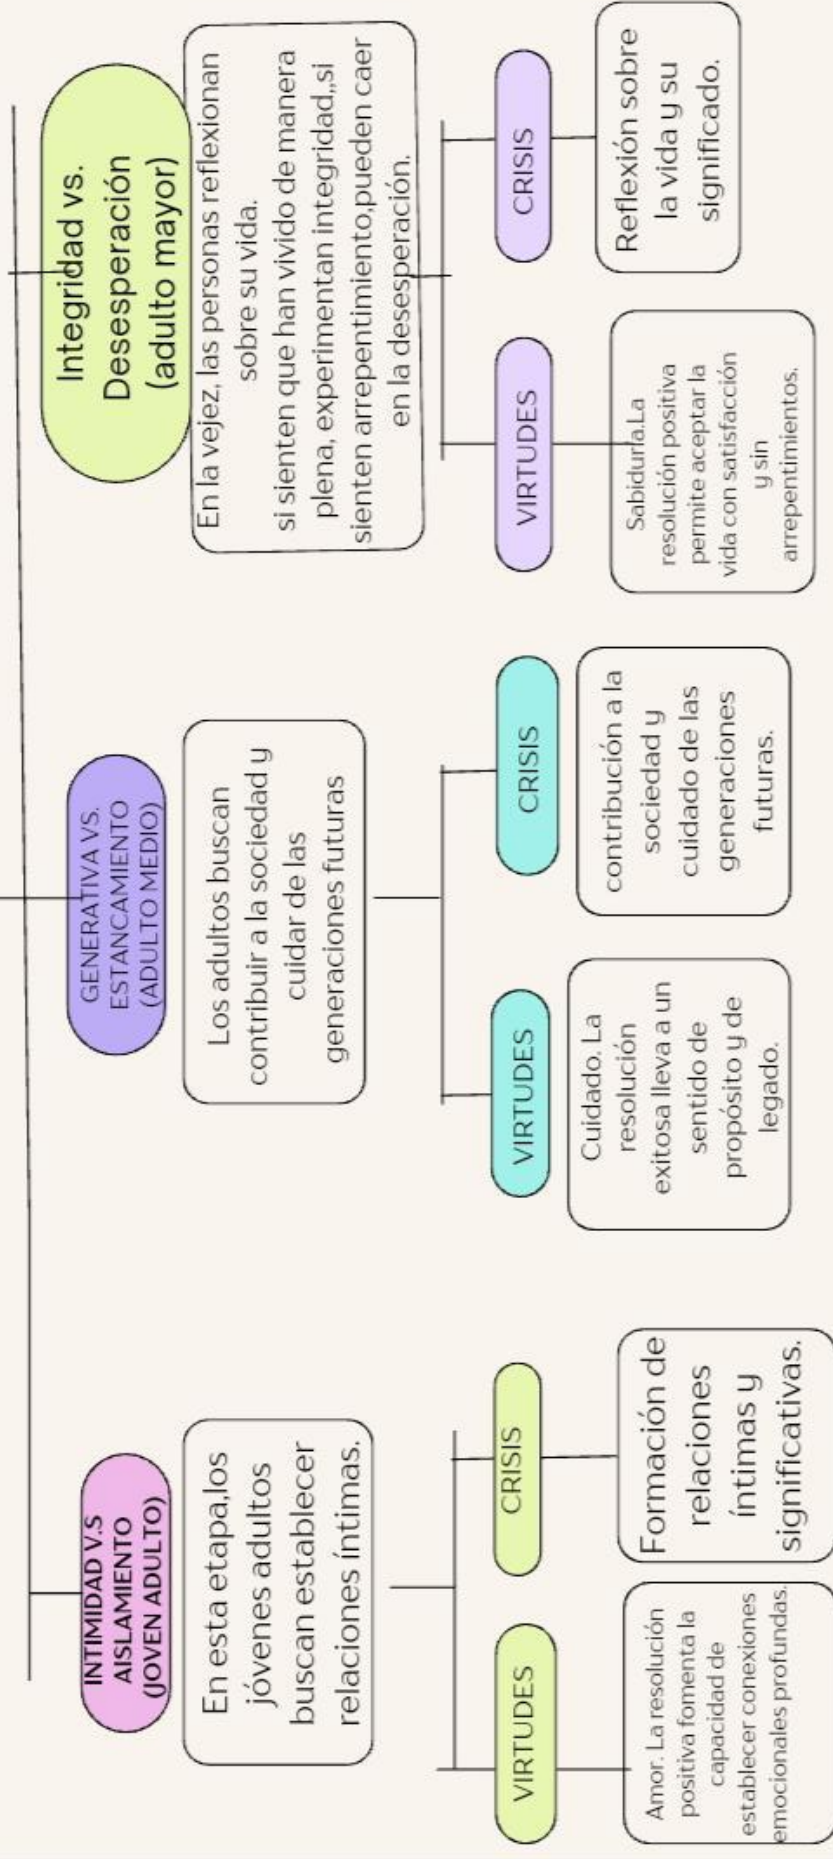 INTIMIDAD V.S
AISLAMIENTO
(JOVEN ADULTO)
En esta etapa,los
jóvenes adultos
buscan establecer
relaciones íntimas.
VIRTUDES
Amor. La resolución
positiva fomenta la
capacidad de
establecer conexiones
emocionales profundas.
CRISIS
Formación de
relaciones
íntimas y
significativas.
GENERATIVA VS.
ESTANCAMIENTO
(ADULTO MEDIO)
Los adultos buscan
contribuir a la sociedad y
cuidar de las
generaciones futuras
VIRTUDES
Cuidado. La
resolución
exitosa lleva a un
sentido de
propósito y de
legado.
CRISIS
contribución a la
sociedad y
cuidado de las
generaciones
futuras.
Integridad vs.
Desesperación
(adulto mayor)
En la vejez, las personas reflexionan
sobre su vida.
si sienten que han vivido de manera
plena, experimentan integridad,,si
sienten arrepentimiento,pueden caer
en la desesperación.
VIRTUDES
Sabiduría.La
resolución positiva
permite aceptar la
vida con satisfacción
y sin
arrepentimientos.
CRISIS
Reflexión sobre
la vida y su
significado.